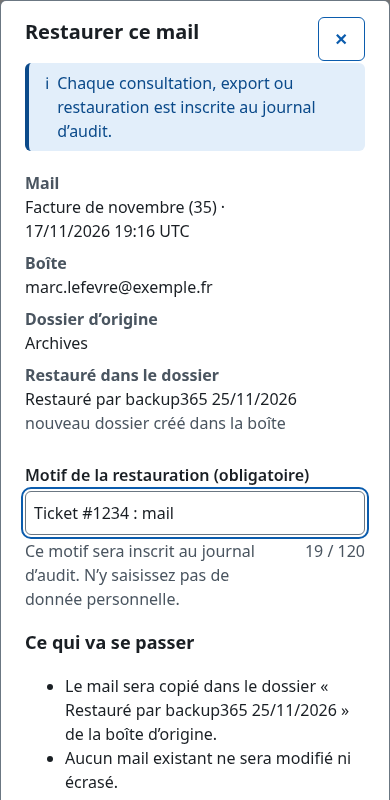 Restaurer ce mail
×
i Chaque consultation, export ou
restauration est inscrite au journal
d’audit.
Mail
Facture de novembre (35) ·
17/11/2026 19:16 UTC
Boîte
marc.lefevre@exemple.fr
Dossier d’origine
Archives
Restauré dans le dossier
Restauré par backup365 25/11/2026
nouveau dossier créé dans la boîte
Motif de la restauration (obligatoire)
Ticket #1234 : mail
Ce motif sera inscrit au journal 19 / 120
d’audit. N’y saisissez pas de
donnée personnelle.
Ce qui va se passer
• Le mail sera copié dans le dossier «
Restauré par backup365 25/11/2026 »
de la boîte d’origine.
• Aucun mail existant ne sera modifié ni
écrasé.